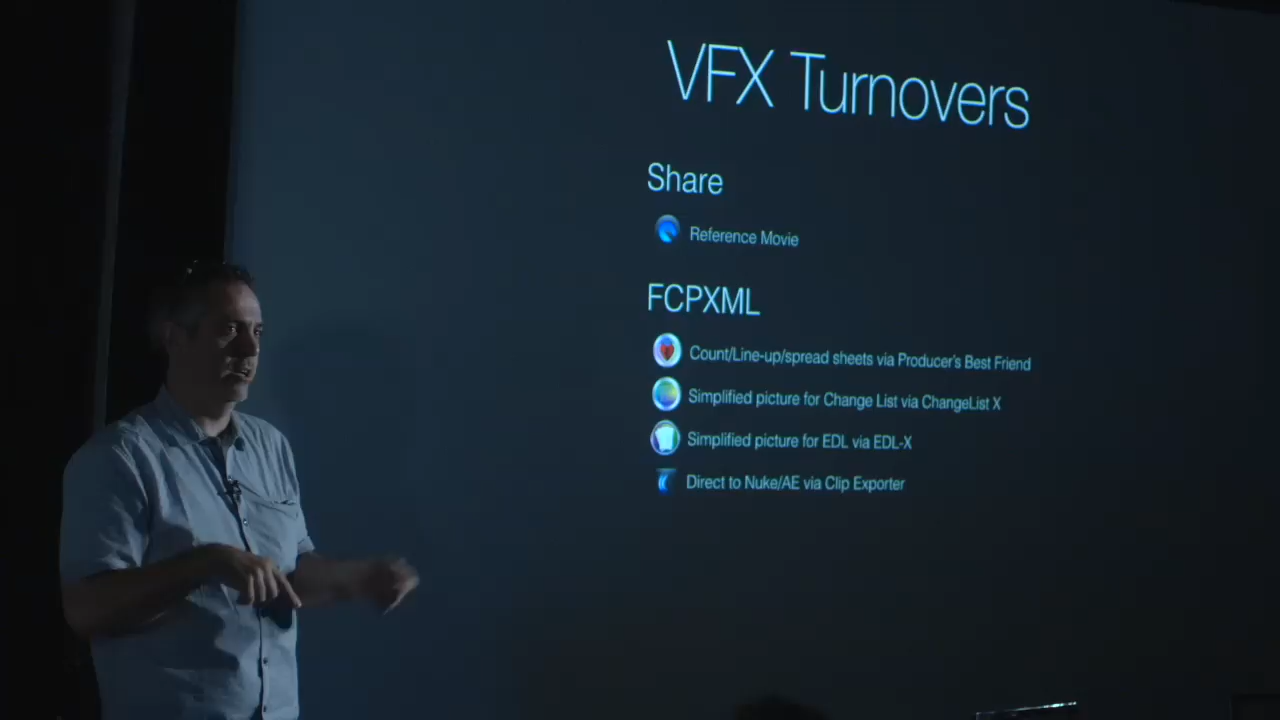 VFX Turnovers
Share
Reference Movie
FCPXML
Count/Line-up/spread sheets via Producer's Best Friend
Simplified picture for Change List via ChangeList X
Simplified picture for EDL via EDL-X
Direct to Nuke/AE via Clip Exporter